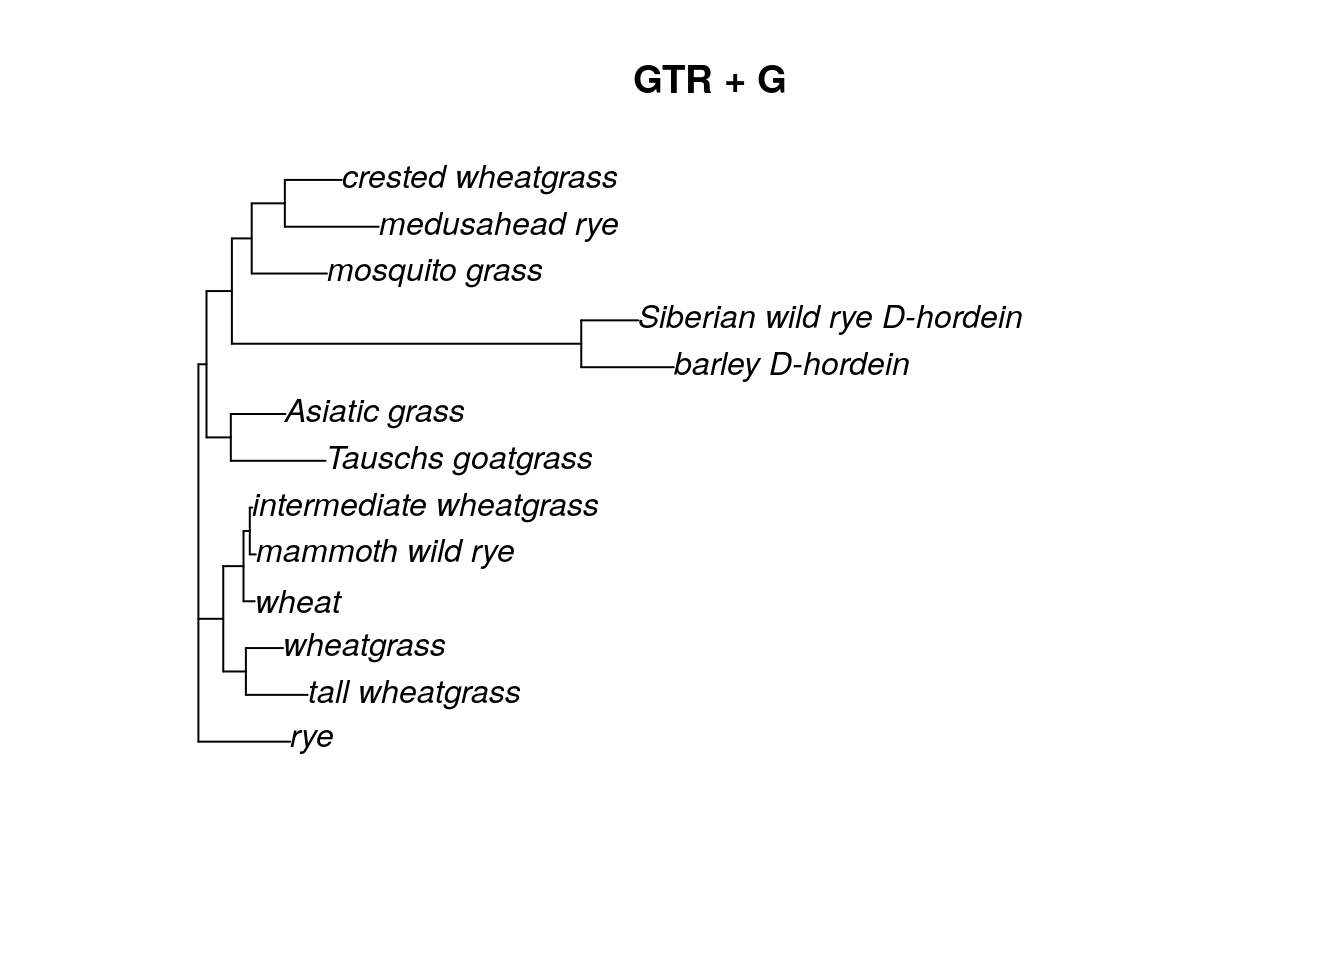 GTR + G
crested wheatgrass
medusahead rye
mosquito grass
Siberian wild rye D-hordein
barley D-hordein
Asiatic grass
Tauschs goatgrass
intermediate wheatgrass
mammoth wild rye
wheat
wheatgrass
tall wheatgrass
rye